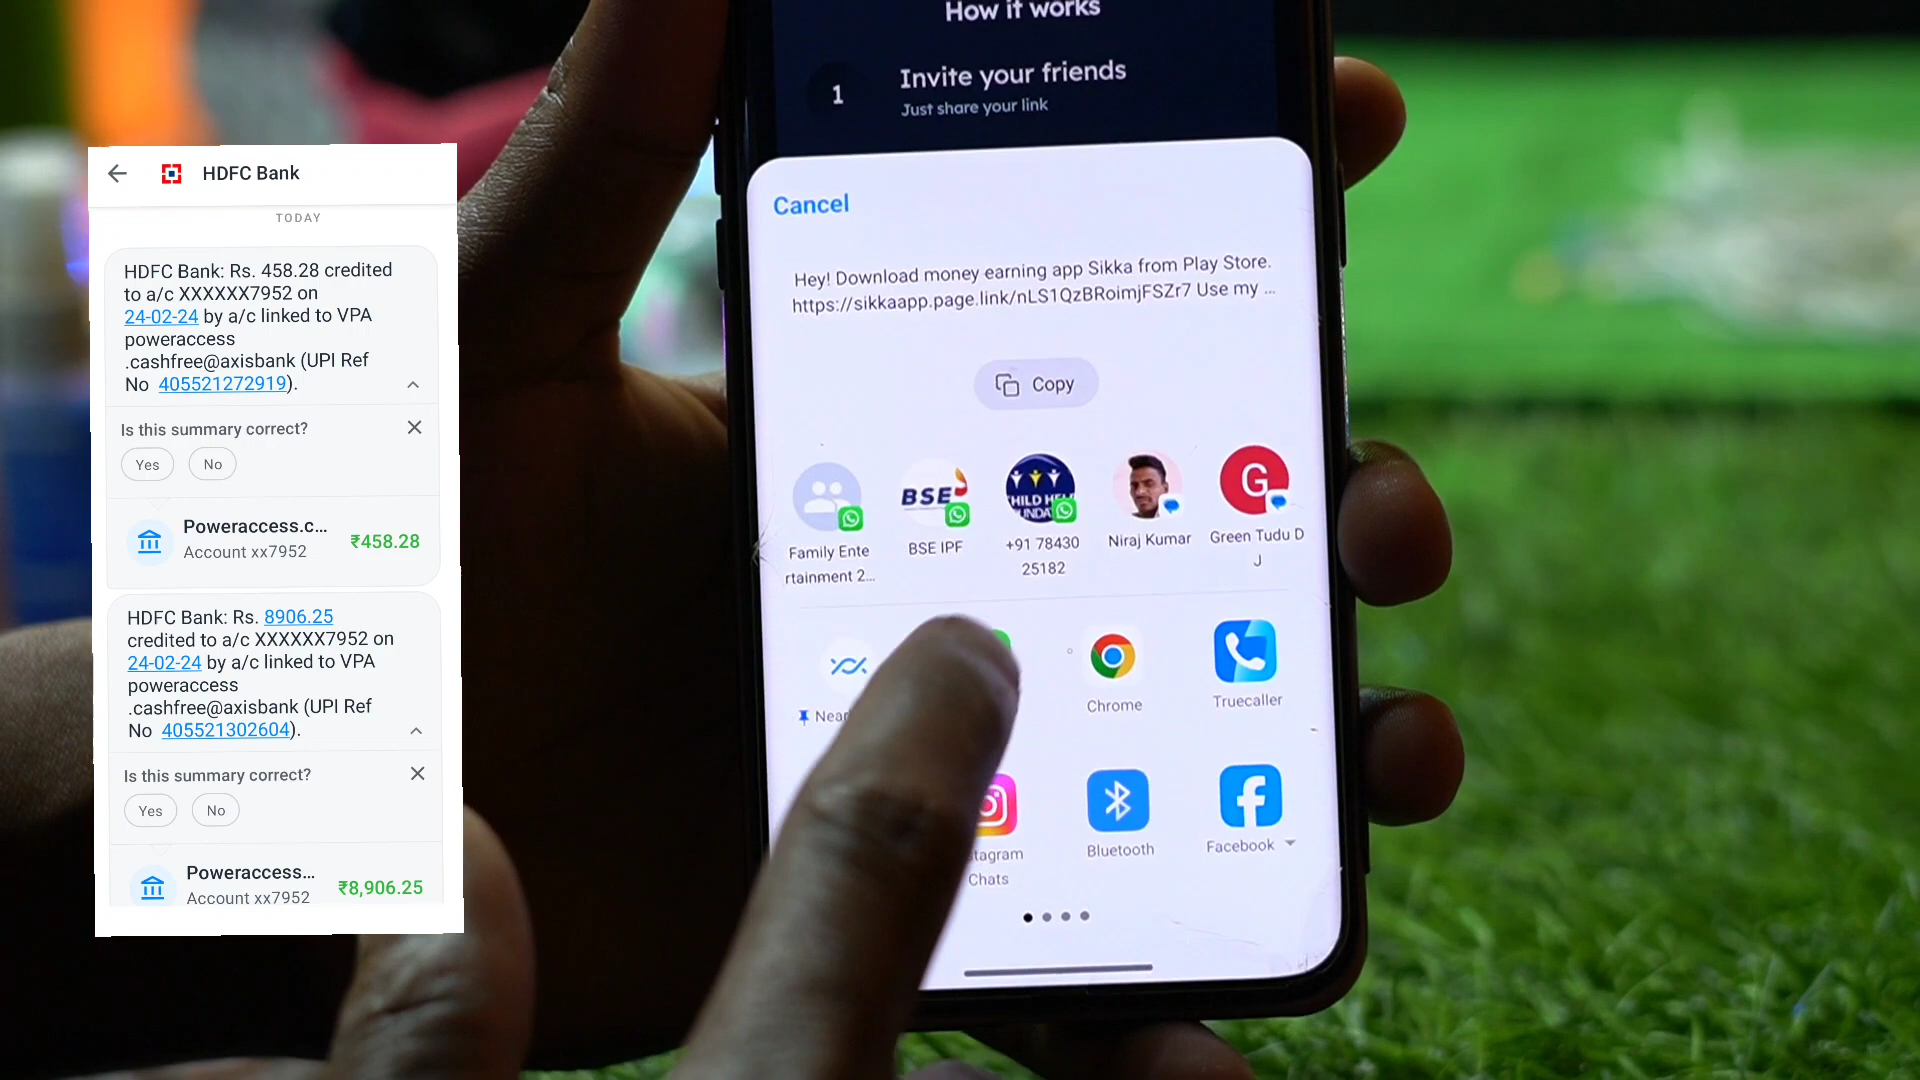 HDFC Bank
TODAY
HDFC Bank: Rs. 458.28 credited
to a/c XXXXXX7952 on
24-02-24 by a/c linked to VPA
poweraccess
.cashfree@axisbank (UPI Ref
No 405521272919).
Is this summary correct?
Yes No
Poweraccess.c... ₹458.28
Account xx7952
HDFC Bank: Rs. 8906.25
credited to a/c XXXXXX7952 on
24-02-24 by a/c linked to VPA
poweraccess
.cashfree@axisbank (UPI Ref
No 405521302604).
Is this summary correct?
Yes No
Poweraccess... ₹8,906.25
Account xx7952
How it works
1 Invite your friends
Just share your link
Cancel
Hey! Download money earning app Sikka from Play Store.
https://sikkaapp.page.link/nLS1QzBRoimjFSZr7 Use my ...
Copy
BSE
CHILD HELP
FOUNDATION
G
Family Ente
rtainment 2...
BSE IPF
+91 78430
25182
Niraj Kumar
Green Tudu D
J
Near
Chrome
Truecaller
stagram
Chats
Bluetooth
Facebook